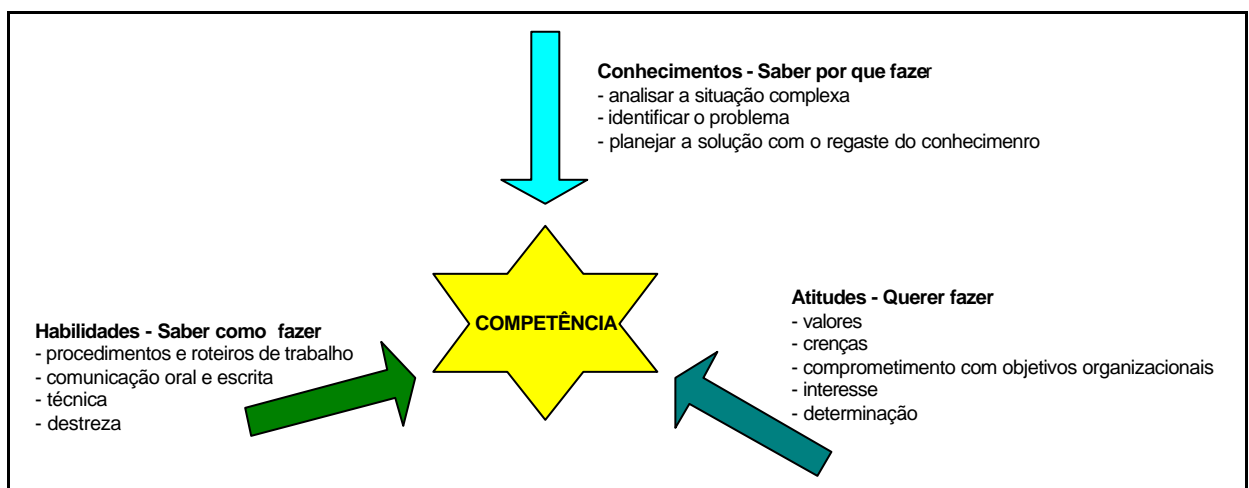 Conhecimentos - Saber por que fazer
- analisar a situação complexa
- identificar o problema
- planejar a solução com o regaste do conhecimenro
COMPETÊNCIA
Habilidades - Saber como fazer
- procedimentos e roteiros de trabalho
- comunicação oral e escrita
- técnica
- destreza
Atitudes - Querer fazer
- valores
- crenças
- comprometimento com objetivos organizacionais
- interesse
- determinação